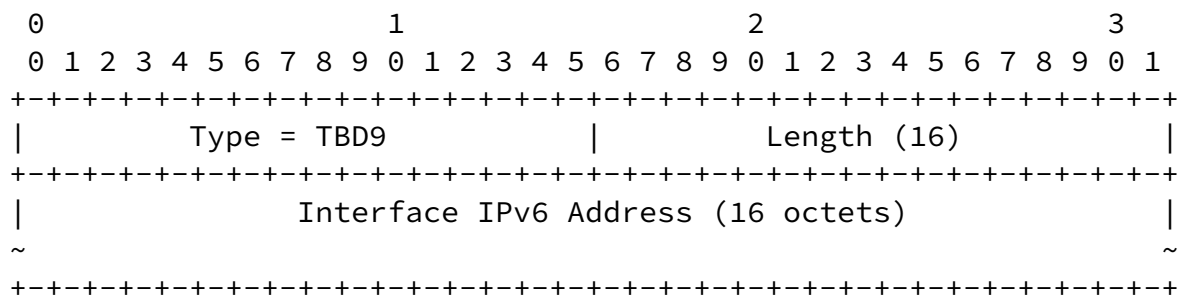 0                   1                   2                   3
 0 1 2 3 4 5 6 7 8 9 0 1 2 3 4 5 6 7 8 9 0 1 2 3 4 5 6 7 8 9 0 1
+-+-+-+-+-+-+-+-+-+-+-+-+-+-+-+-+-+-+-+-+-+-+-+-+-+-+-+-+-+-+-+-+
|         Type = TBD9           |         Length (16)           |
+-+-+-+-+-+-+-+-+-+-+-+-+-+-+-+-+-+-+-+-+-+-+-+-+-+-+-+-+-+-+-+-+
|               Interface IPv6 Address (16 octets)              |
~                                                               ~
+-+-+-+-+-+-+-+-+-+-+-+-+-+-+-+-+-+-+-+-+-+-+-+-+-+-+-+-+-+-+-+-+